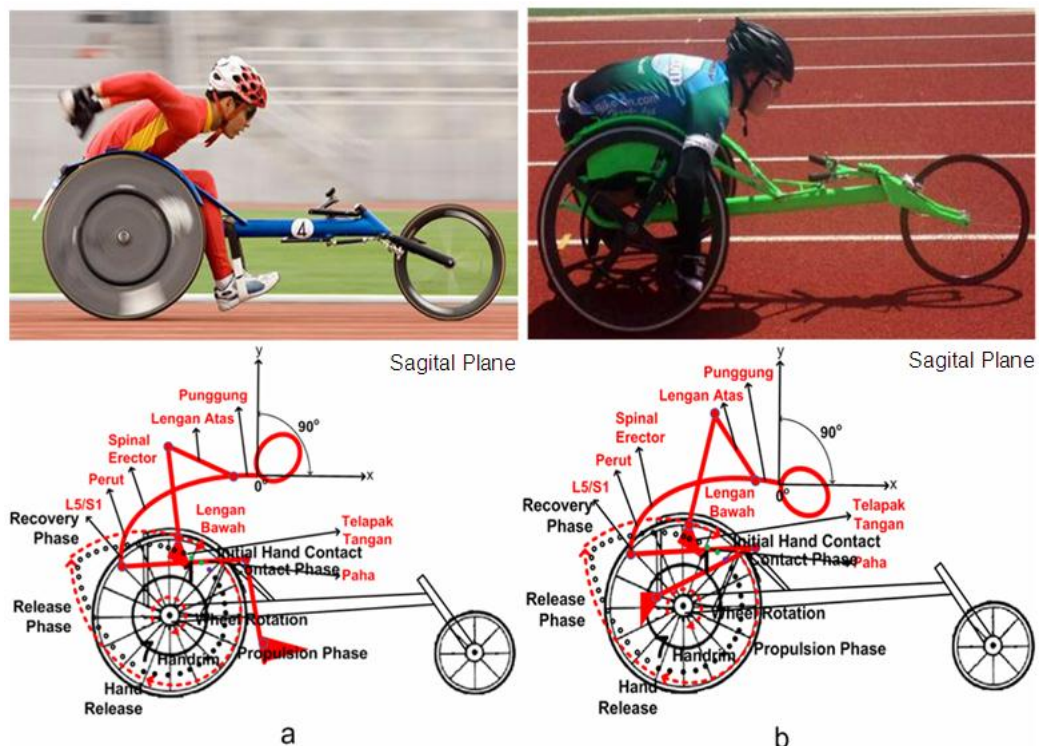 4
Sagital Plane
y
Punggung
Lengan Atas
90°
Spinal
Erector
Perut
x
0°
L5/S1
Recovery
Phase
Lengan
Bawah
Telapak
Tangan
Initial Hand Contact
Contact Phase
Paha
Release
Phase
Wheel Rotation
Handrim
Propulsion Phase
Hand
Release
a
Sagital Plane
y
Punggung
Lengan Atas
90°
Spinal
Erector
Perut
x
0°
L5/S1
Recovery
Phase
Lengan
Bawah
Telapak
Tangan
Initial Hand Contact
Contact Phase
Paha
Release
Phase
Wheel Rotation
Handrim
Propulsion Phase
Hand
Release
b